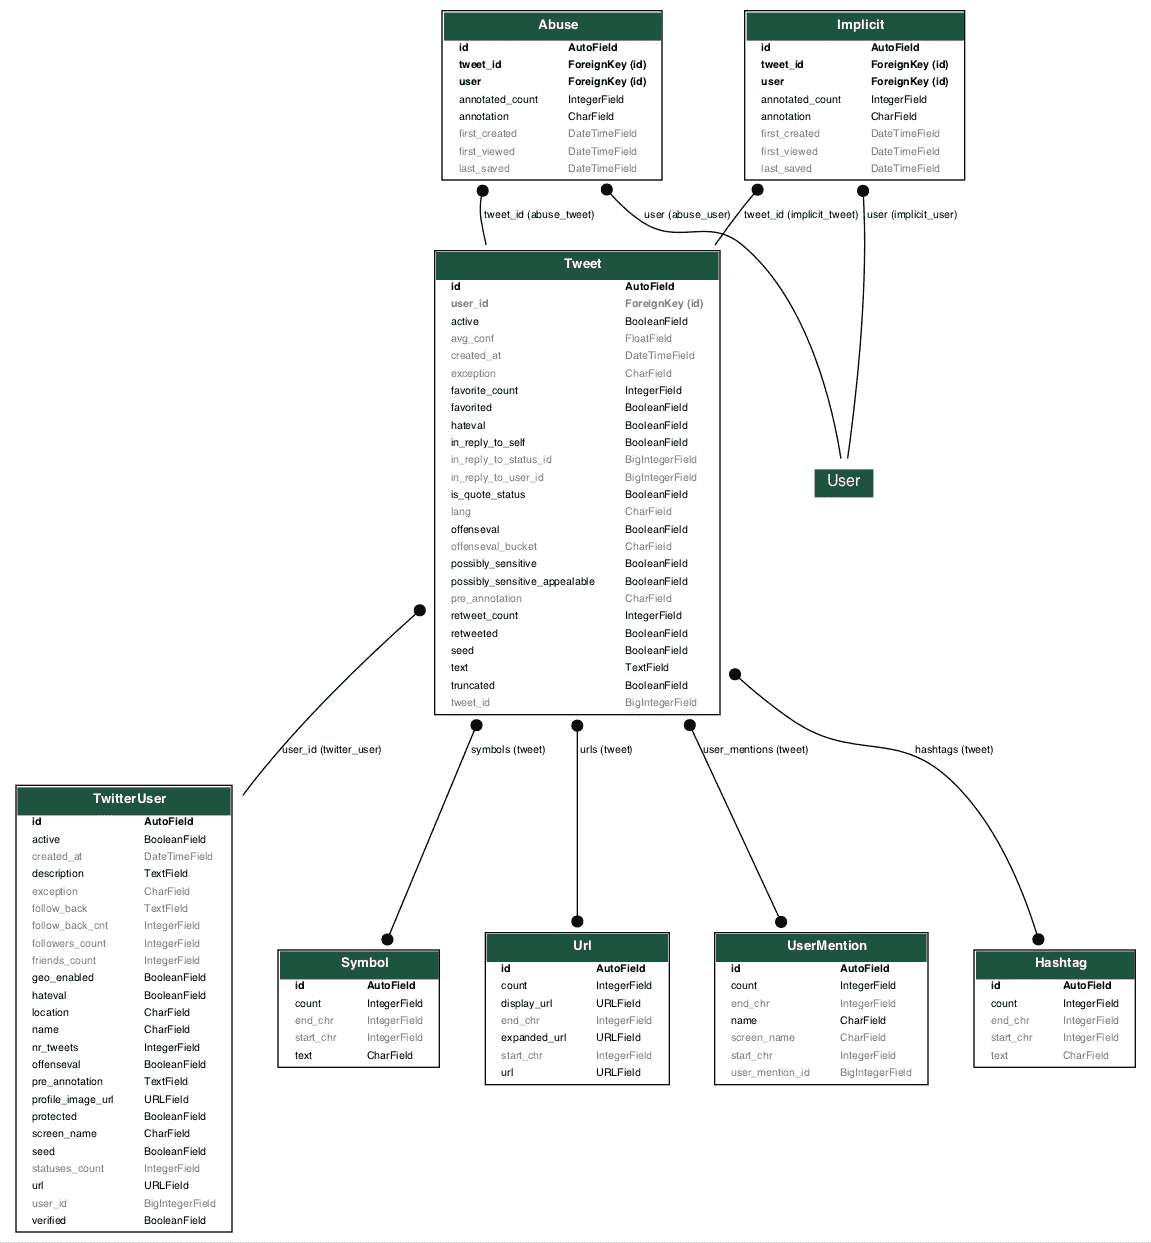 Abuse
id AutoField
tweet_id ForeignKey (id)
user ForeignKey (id)
annotated_count IntegerField
annotation CharField
first_created DateTimeField
first_viewed DateTimeField
last_saved DateTimeField
Implicit
id AutoField
tweet_id ForeignKey (id)
user ForeignKey (id)
annotated_count IntegerField
annotation CharField
first_created DateTimeField
first_viewed DateTimeField
last_saved DateTimeField
tweet_id (abuse_tweet)
user (abuse_user)
tweet_id (implicit_tweet)
user (implicit_user)
Tweet
id AutoField
user_id ForeignKey (id)
active BooleanField
avg_conf FloatField
created_at DateTimeField
exception CharField
favorite_count IntegerField
favorited BooleanField
hateval BooleanField
in_reply_to_self BooleanField
in_reply_to_status_id BigIntegerField
in_reply_to_user_id BigIntegerField
is_quote_status BooleanField
lang CharField
offenseval BooleanField
offenseval_bucket CharField
possibly_sensitive BooleanField
possibly_sensitive_appealable BooleanField
pre_annotation CharField
retweet_count IntegerField
retweeted BooleanField
seed BooleanField
text TextField
truncated BooleanField
tweet_id BigIntegerField
User
user_id (twitter_user)
symbols (tweet)
urls (tweet)
user_mentions (tweet)
hashtags (tweet)
TwitterUser
id AutoField
active BooleanField
created_at DateTimeField
description TextField
exception CharField
follow_back TextField
follow_back_cnt IntegerField
followers_count IntegerField
friends_count IntegerField
geo_enabled BooleanField
hateval BooleanField
location CharField
name CharField
nr_tweets IntegerField
offenseval BooleanField
pre_annotation TextField
profile_image_url URLField
protected BooleanField
screen_name CharField
seed BooleanField
statuses_count IntegerField
url URLField
user_id BigIntegerField
verified BooleanField
Symbol
id AutoField
count IntegerField
end_chr IntegerField
start_chr IntegerField
text CharField
Url
id AutoField
count IntegerField
display_url URLField
end_chr IntegerField
expanded_url URLField
start_chr IntegerField
url URLField
UserMention
id AutoField
count IntegerField
end_chr IntegerField
name CharField
screen_name CharField
start_chr IntegerField
user_mention_id BigIntegerField
Hashtag
id AutoField
count IntegerField
end_chr IntegerField
start_chr IntegerField
text CharField